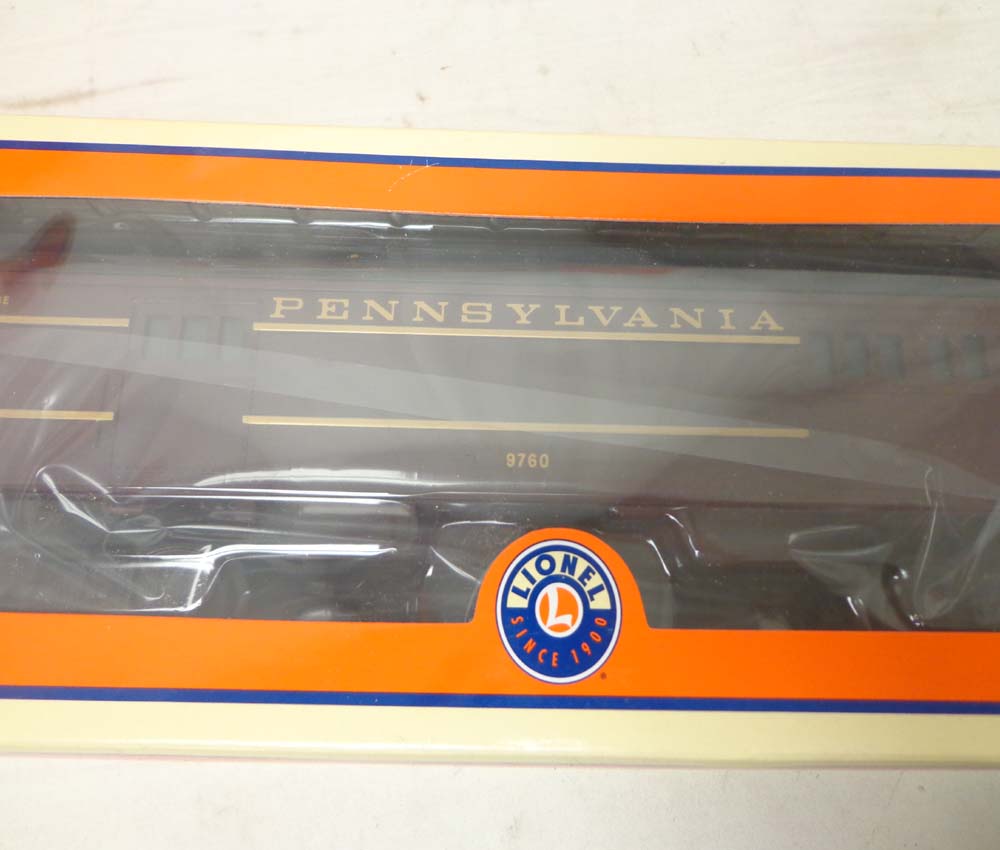 PENNSYLVANIA
9760
LIONEL
L
SINCE 1900